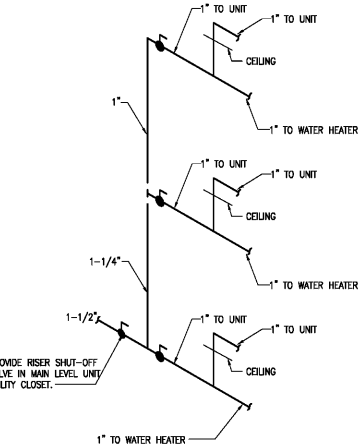 1" TO UNIT
1" TO UNIT
CEILING
1"
1" TO WATER HEATER
1" TO UNIT
1" TO UNIT
CEILING
1-1/4"
1" TO WATER HEATER
1-1/2"
1" TO UNIT
1" TO UNIT
OVIDE RISER SHUT-OFF
LVE IN MAIN LEVEL UNIT
ILITY CLOSET.
CEILING
1" TO WATER HEATER